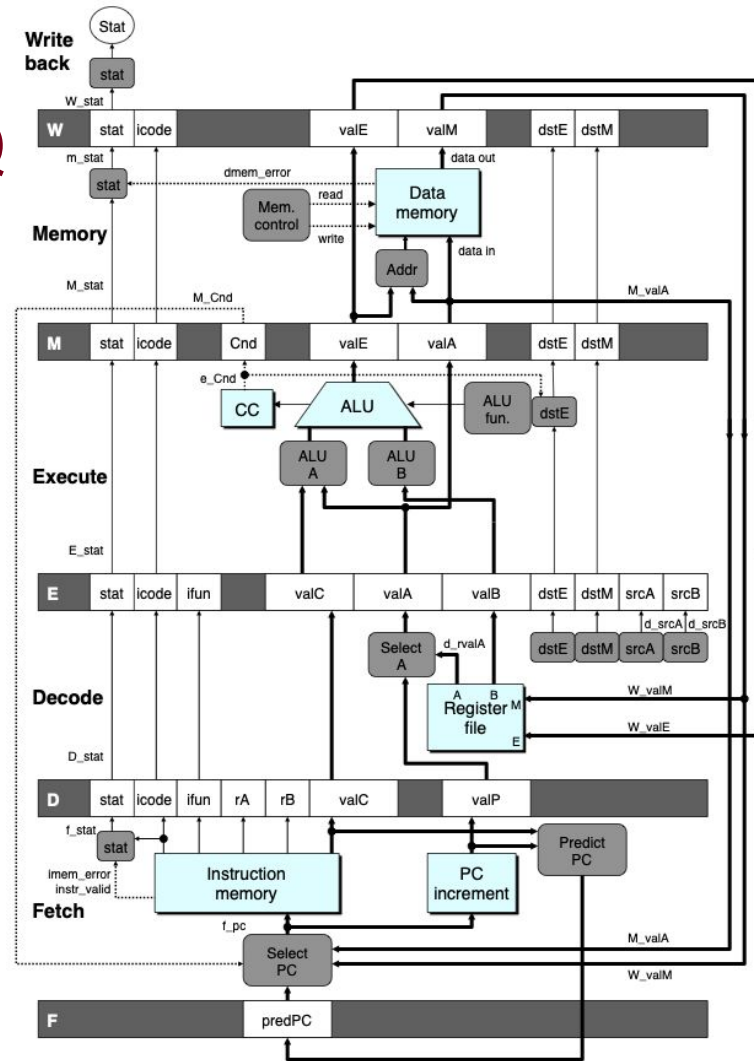 Stat
Write
back
stat
W_stat
W stat icode valE valM dstE dstM
m_stat
data out
dmem_error
stat
read
Data
memory
Mem.
control
Memory
write
data in
Addr
M_stat
M_Cnd
M_valA
M stat icode Cnd valE valA dstE dstM
e_Cnd
CC
ALU
ALU
fun.
dstE
ALU
A
ALU
B
Execute
E_stat
E stat icode ifun valC valA valB dstE dstM srcA srcB
d_srcA d_srcB
Select
A
d_rvalA
dstE dstM srcA srcB
Decode
A B
M
Register
file
E
W_valM
W_valE
D_stat
D stat icode ifun rA rB valC valP
f_stat
stat
Predict
PC
imem_error
instr_valid
Instruction
memory
PC
increment
Fetch
f_pc
M_valA
Select
PC
W_valM
F predPC